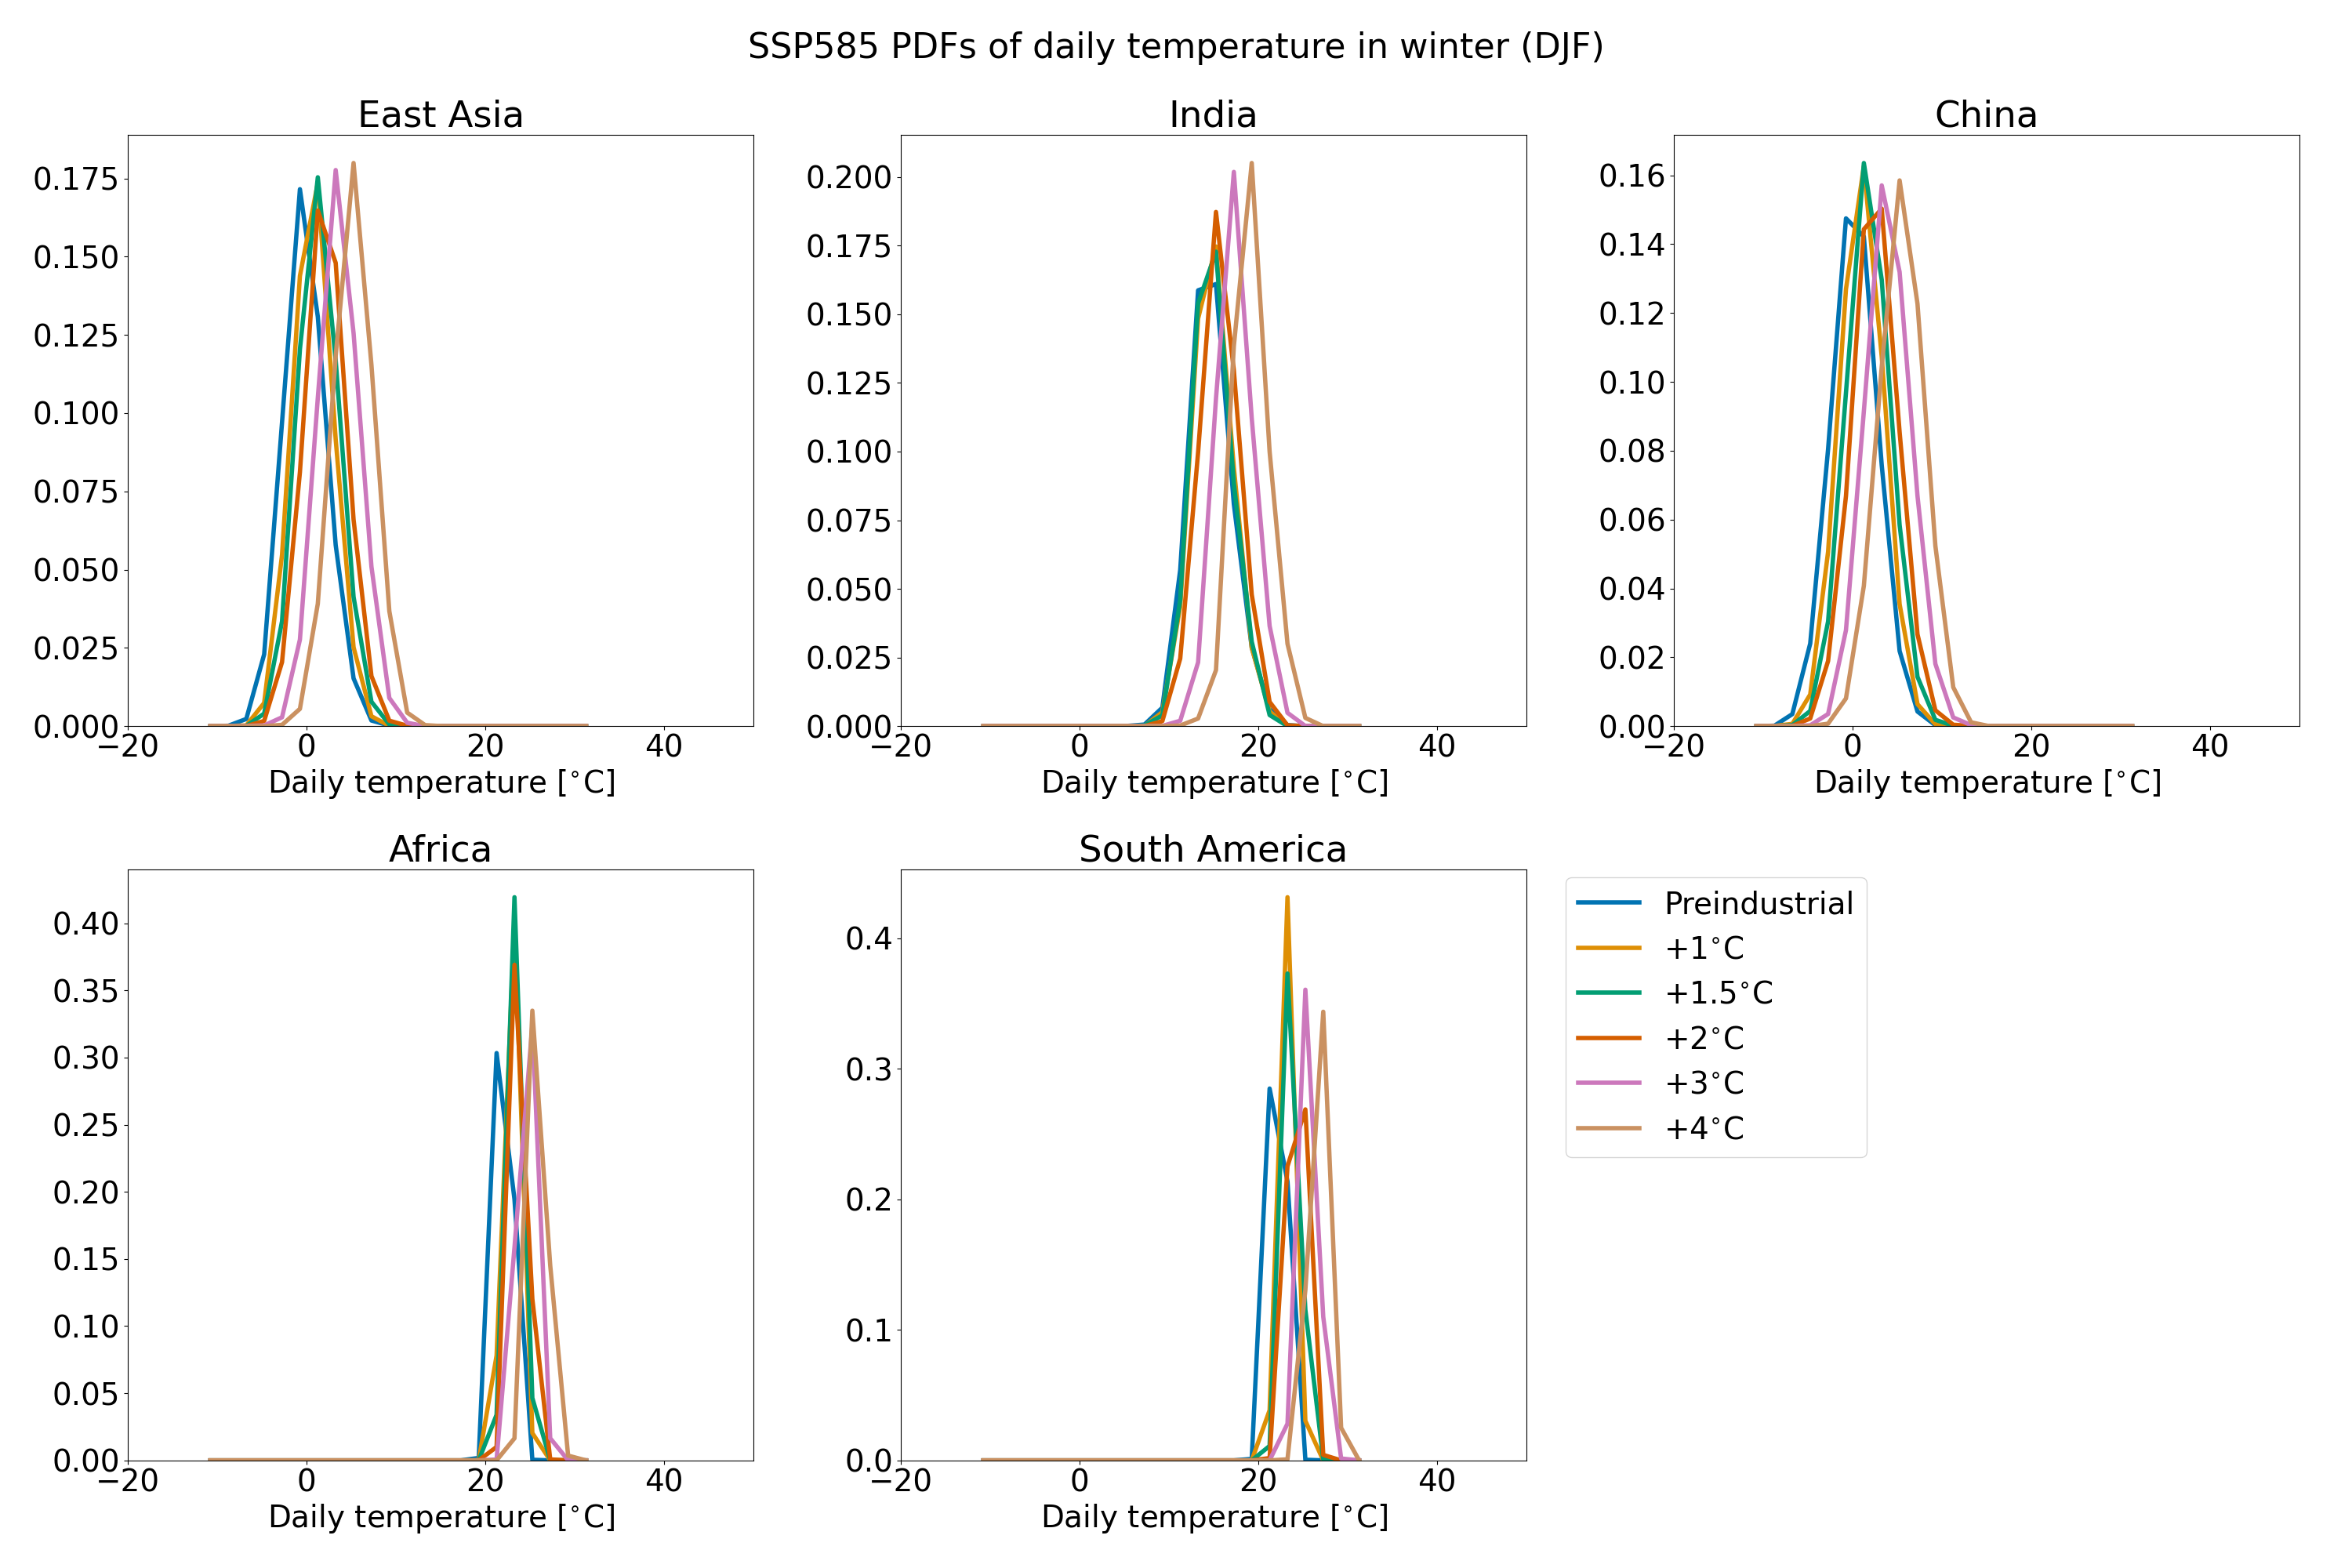 SSP585 PDFs of daily temperature in winter (DJF)
East Asia
0.175
0.150
0.125
0.100
0.075
0.050
0.025
0.000
−20 0 20 40
Daily temperature [°C]
India
0.200
0.175
0.150
0.125
0.100
0.075
0.050
0.025
0.000
−20 0 20 40
Daily temperature [°C]
China
0.16
0.14
0.12
0.10
0.08
0.06
0.04
0.02
0.00
−20 0 20 40
Daily temperature [°C]
Africa
0.40
0.35
0.30
0.25
0.20
0.15
0.10
0.05
0.00
−20 0 20 40
Daily temperature [°C]
South America
0.4
0.3
0.2
0.1
0.0
−20 0 20 40
Daily temperature [°C]
Preindustrial
+1°C
+1.5°C
+2°C
+3°C
+4°C